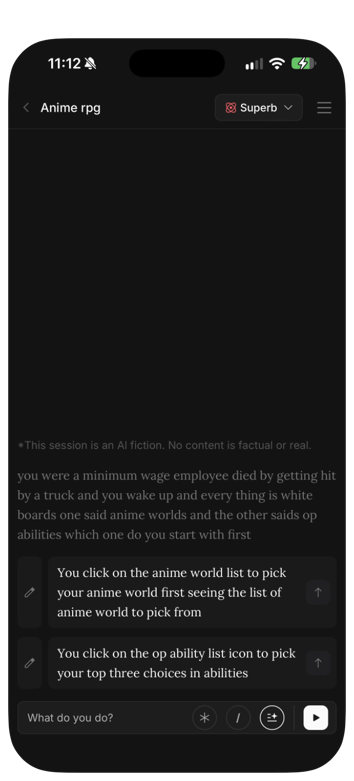 11:12
Anime rpg
Superb
*This session is an AI fiction. No content is factual or real.
you were a minimum wage employee died by getting hit
by a truck and you wake up and every thing is white
boards one said anime worlds and the other saids op
abilities which one do you start with first
You click on the anime world list to pick
your anime world first seeing the list of
anime world to pick from
You click on the op ability list icon to pick
your top three choices in abilities
What do you do?
/